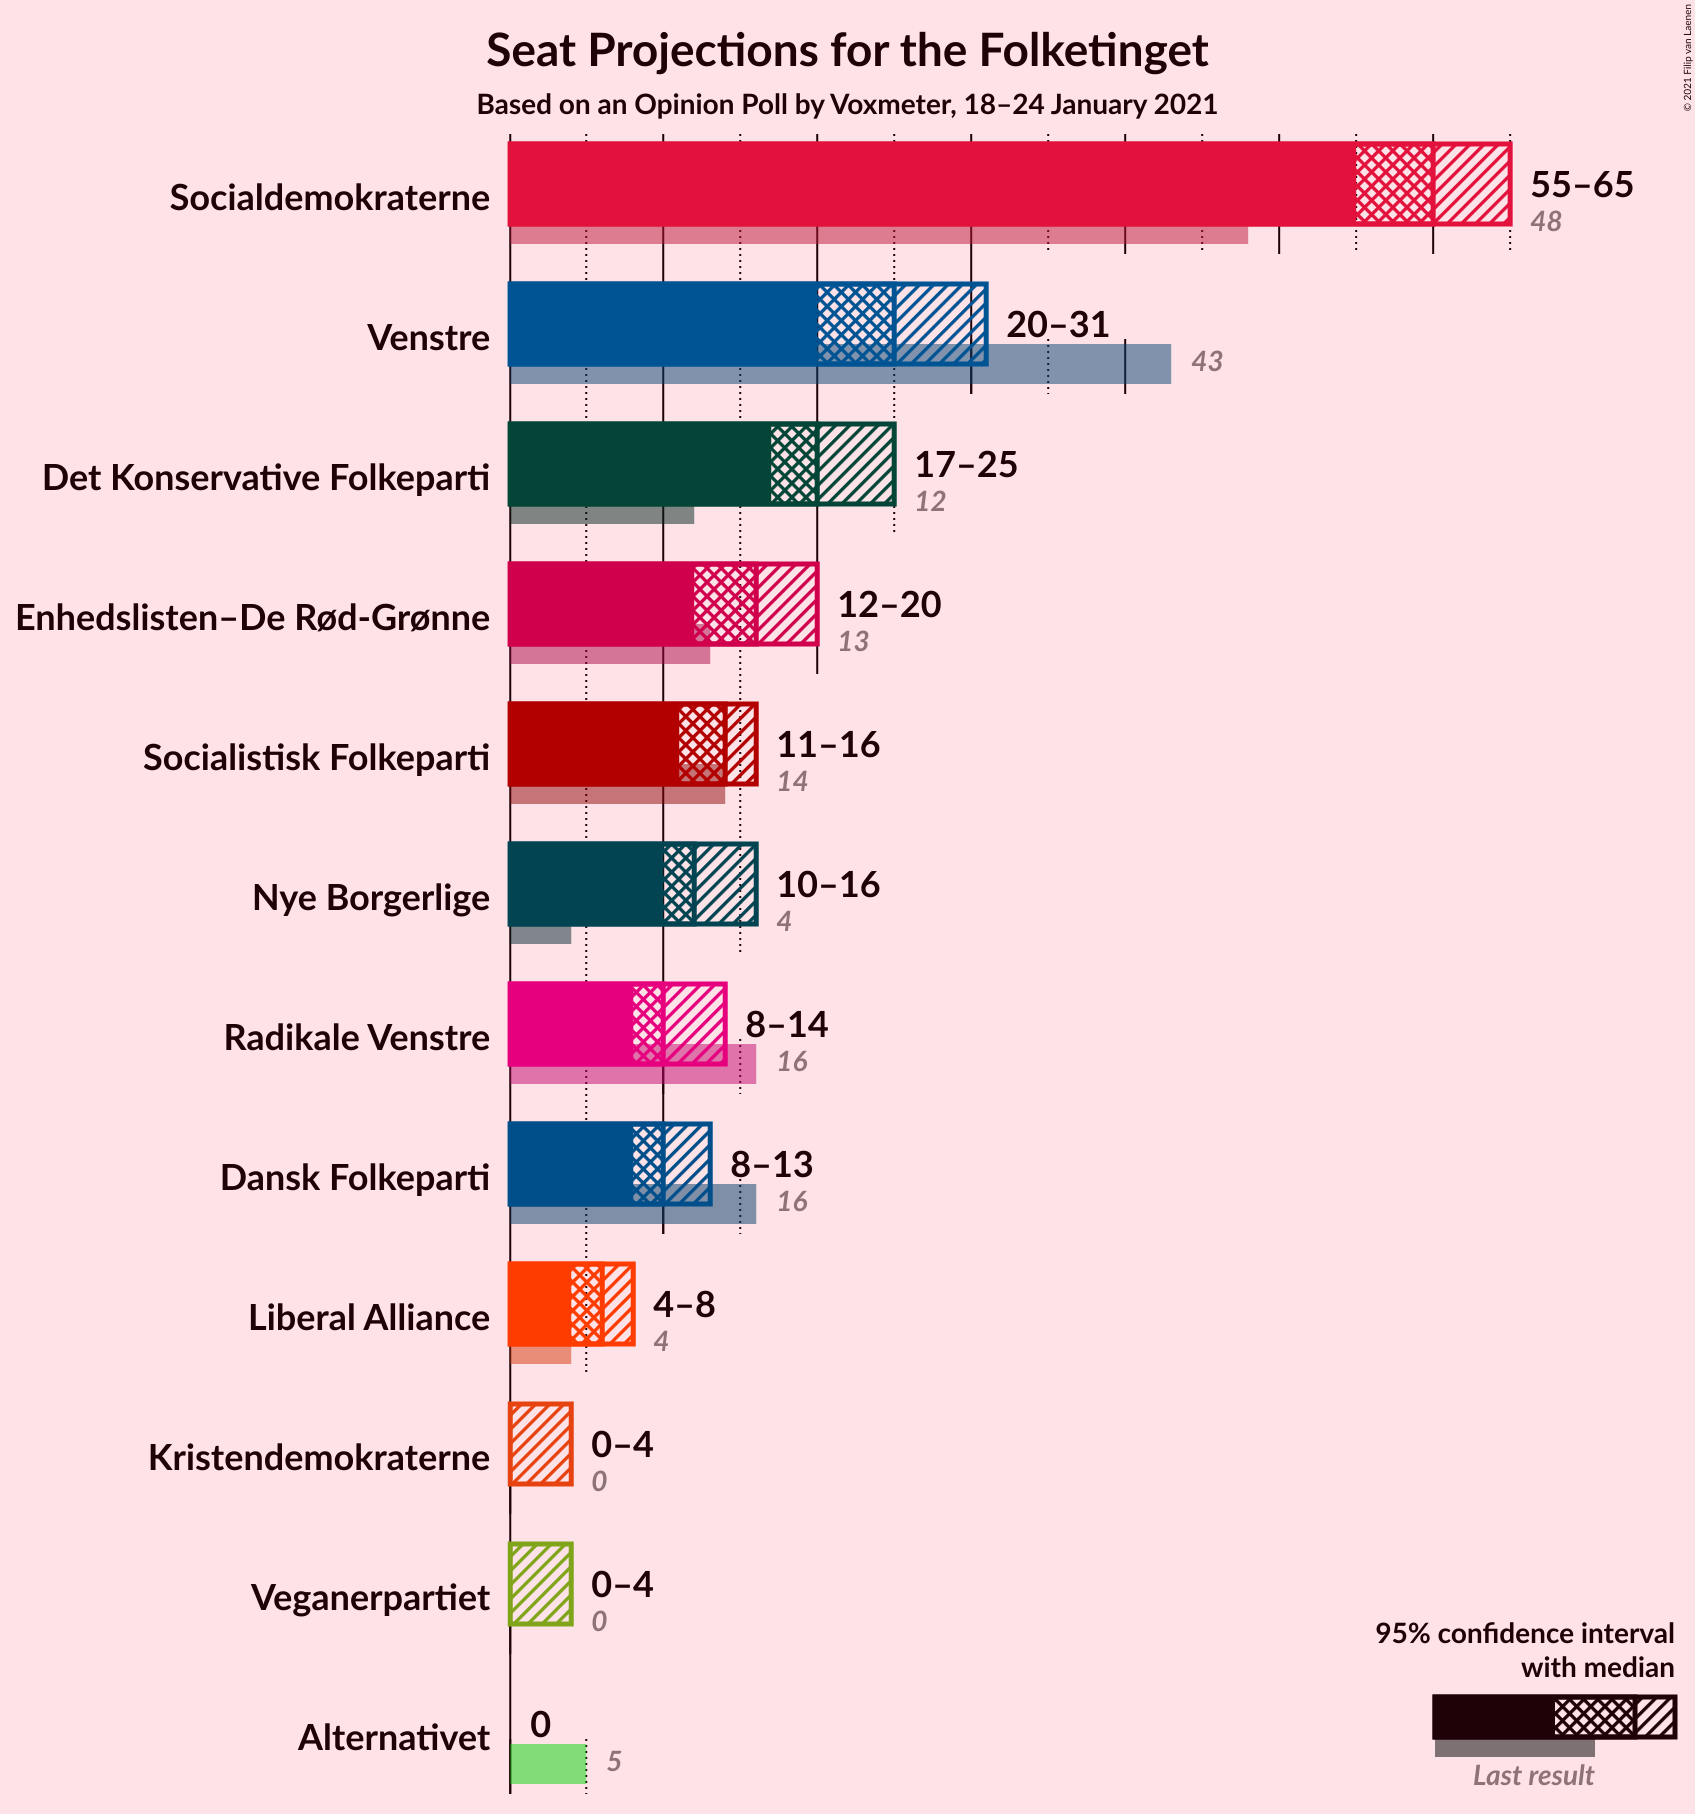 Seat Projections for the Folketinget
Based on an Opinion Poll by Voxmeter, 18–24 January 2021
© 2021 Filip van Laenen
Socialdemokraterne
55–65
48
Venstre
20–31
43
Det Konservative Folkeparti
17–25
12
Enhedslisten–De Rød-Grønne
12–20
13
Socialistisk Folkeparti
11–16
14
Nye Borgerlige
10–16
4
Radikale Venstre
8–14
16
Dansk Folkeparti
8–13
16
Liberal Alliance
4–8
4
Kristendemokraterne
0–4
0
Veganerpartiet
0–4
0
Alternativet
0
5
95% confidence interval
with median
Last result